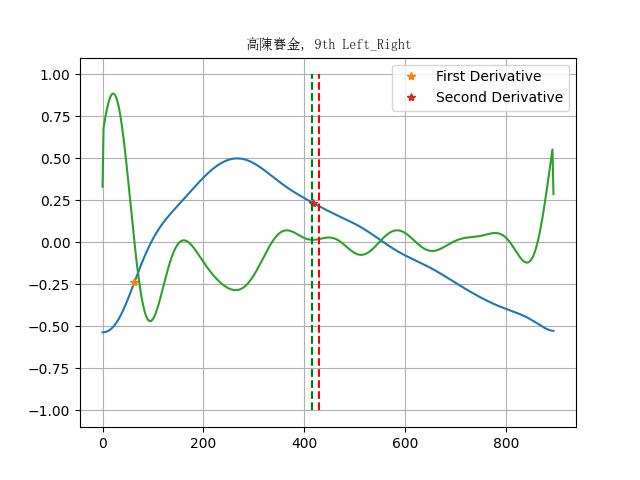 高陳春金, 9th Left_Right
First Derivative
Second Derivative
1.00
0.75
0.50
0.25
0.00
−0.25
−0.50
−0.75
−1.00
0 200 400 600 800